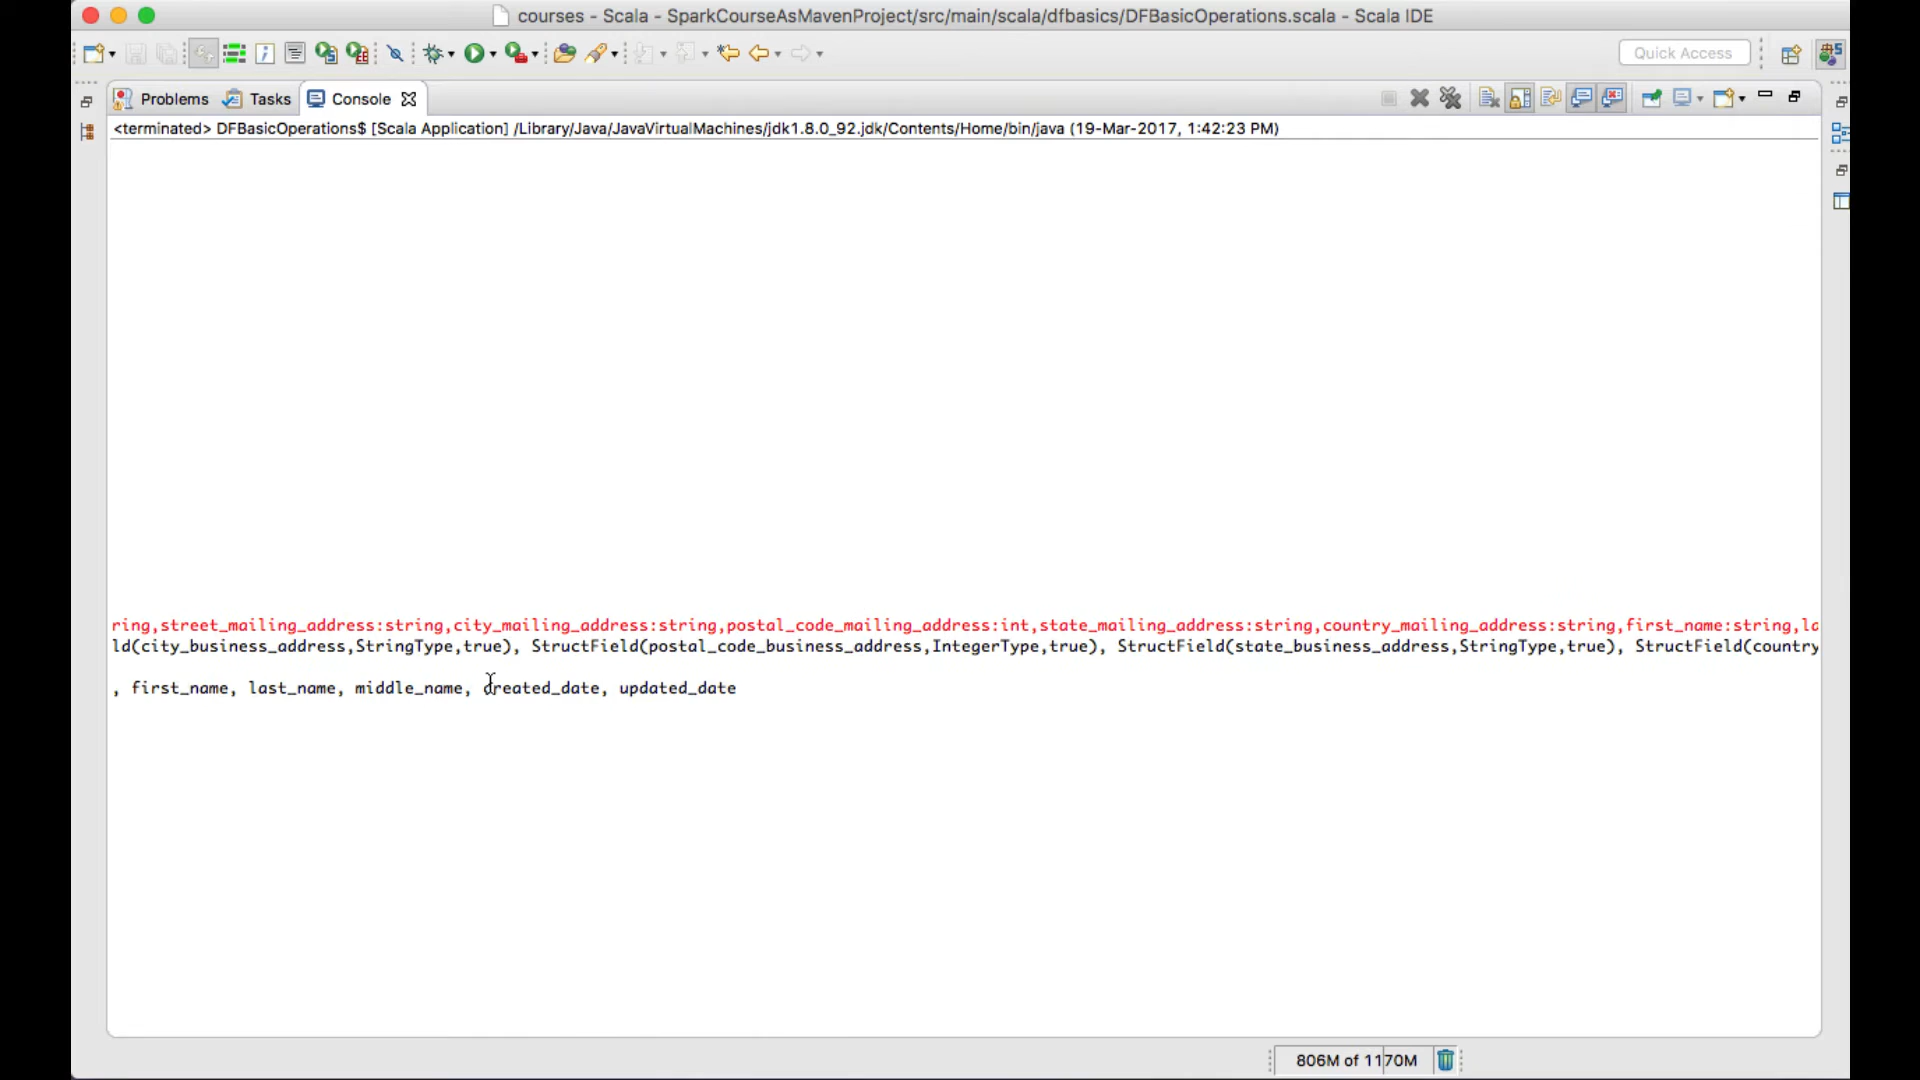 courses - Scala - SparkCourseAsMavenProject/src/main/scala/dfbasics/DFBasicOperations.scala - Scala IDE
Quick Access
Problems Tasks Console
<terminated> DFBasicOperations$ [Scala Application] /Library/Java/JavaVirtualMachines/jdk1.8.0_92.jdk/Contents/Home/bin/java (19-Mar-2017, 1:42:23 PM)
ring,street_mailing_address:string,city_mailing_address:string,postal_code_mailing_address:int,state_mailing_address:string,country_mailing_address:string,first_name:string,la
ld(city_business_address,StringType,true), StructField(postal_code_business_address,IntegerType,true), StructField(state_business_address,StringType,true), StructField(country
, first_name, last_name, middle_name, created_date, updated_date
806M of 1170M